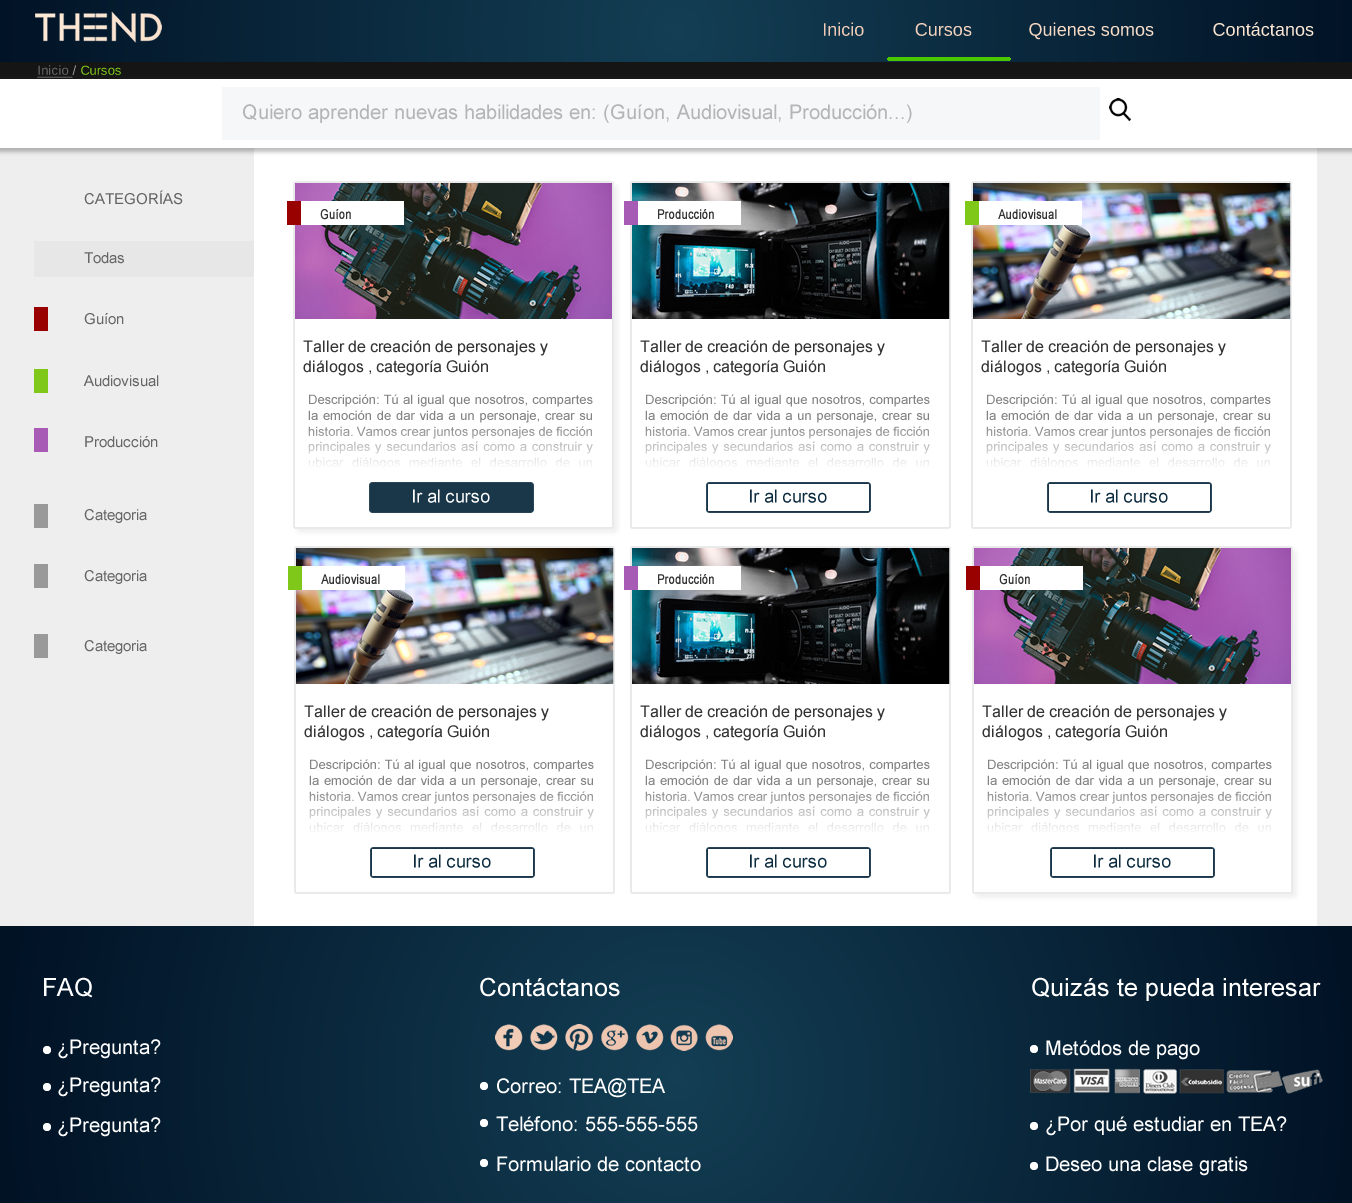 THEND
Inicio
Cursos
Quienes somos
Contáctanos
Inicio / Cursos
Quiero aprender nuevas habilidades en: (Guíon, Audiovisual, Producción...)
CATEGORÍAS
Todas
Guíon
Audiovisual
Producción
Categoria
Categoria
Categoria
Guíon
Taller de creación de personajes y
diálogos , categoría Guión
Descripción: Tú al igual que nosotros, compartes
la emoción de dar vida a un personaje, crear su
historia. Vamos crear juntos personajes de ficción
principales y secundarios así como a construir y
ubicar diálogos mediante el desarrollo de un
Ir al curso
Producción
Taller de creación de personajes y
diálogos , categoría Guión
Descripción: Tú al igual que nosotros, compartes
la emoción de dar vida a un personaje, crear su
historia. Vamos crear juntos personajes de ficción
principales y secundarios así como a construir y
ubicar diálogos mediante el desarrollo de un
Ir al curso
Audiovisual
Taller de creación de personajes y
diálogos , categoría Guión
Descripción: Tú al igual que nosotros, compartes
la emoción de dar vida a un personaje, crear su
historia. Vamos crear juntos personajes de ficción
principales y secundarios así como a construir y
ubicar diálogos mediante el desarrollo de un
Ir al curso
Audiovisual
Taller de creación de personajes y
diálogos , categoría Guión
Descripción: Tú al igual que nosotros, compartes
la emoción de dar vida a un personaje, crear su
historia. Vamos crear juntos personajes de ficción
principales y secundarios así como a construir y
ubicar diálogos mediante el desarrollo de un
Ir al curso
Producción
Taller de creación de personajes y
diálogos , categoría Guión
Descripción: Tú al igual que nosotros, compartes
la emoción de dar vida a un personaje, crear su
historia. Vamos crear juntos personajes de ficción
principales y secundarios así como a construir y
ubicar diálogos mediante el desarrollo de un
Ir al curso
Guíon
Taller de creación de personajes y
diálogos , categoría Guión
Descripción: Tú al igual que nosotros, compartes
la emoción de dar vida a un personaje, crear su
historia. Vamos crear juntos personajes de ficción
principales y secundarios así como a construir y
ubicar diálogos mediante el desarrollo de un
Ir al curso
FAQ
¿Pregunta?
¿Pregunta?
¿Pregunta?
Contáctanos
Correo: TEA@TEA
Teléfono: 555-555-555
Formulario de contacto
Quizás te pueda interesar
Metódos de pago
MasterCard VISA Diners Club Colsubsidio
¿Por qué estudiar en TEA?
Deseo una clase gratis